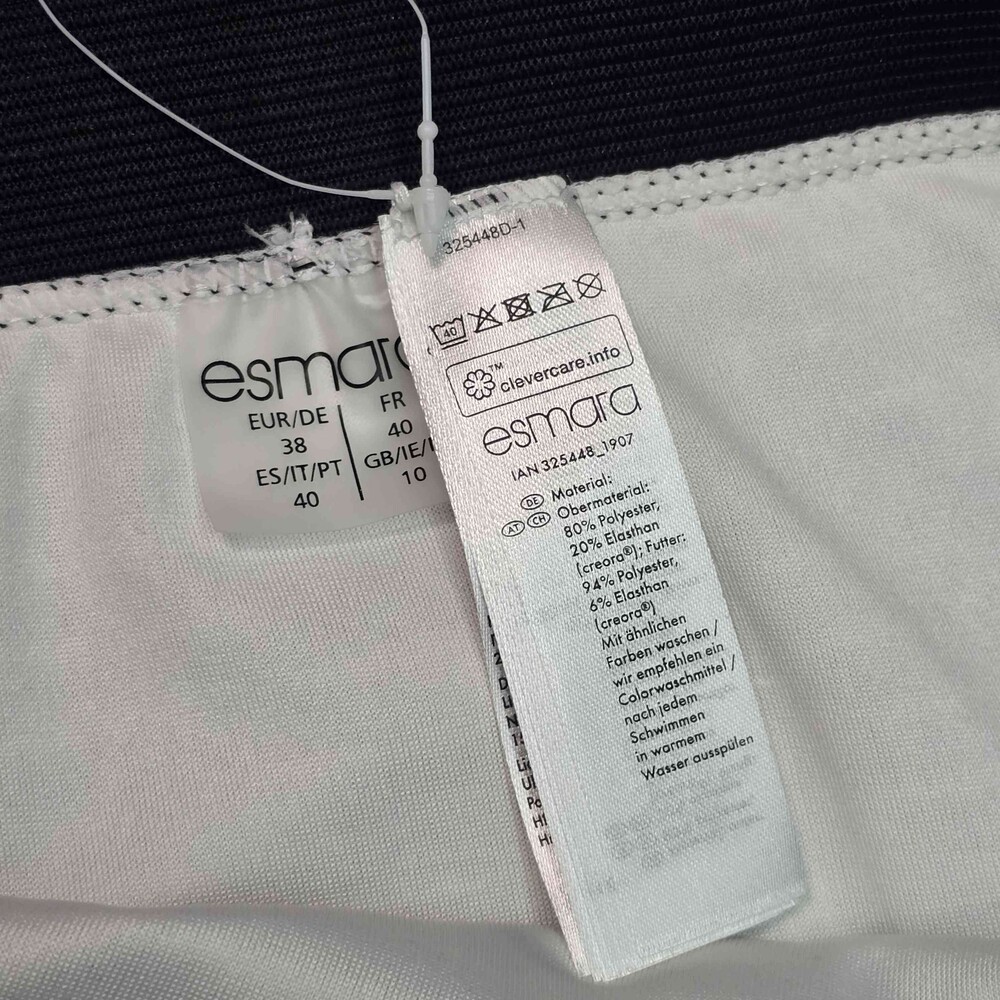 esmara
EUR/DE
38
FR
40
ES/IT/PT
40
GB/IE/
10
325448D-1
40
™
clevercare.info
esmara
IAN 325448_1907
DE Material:
AT CH Obermaterial:
80% Polyester,
20% Elasthan
(creora®); Futter:
94% Polyester,
6% Elasthan
(creora®)
Mit ähnlichen
Farben waschen /
wir empfehlen ein
Colorwaschmittel /
nach jedem
Schwimmen
in warmem
Wasser ausspülen